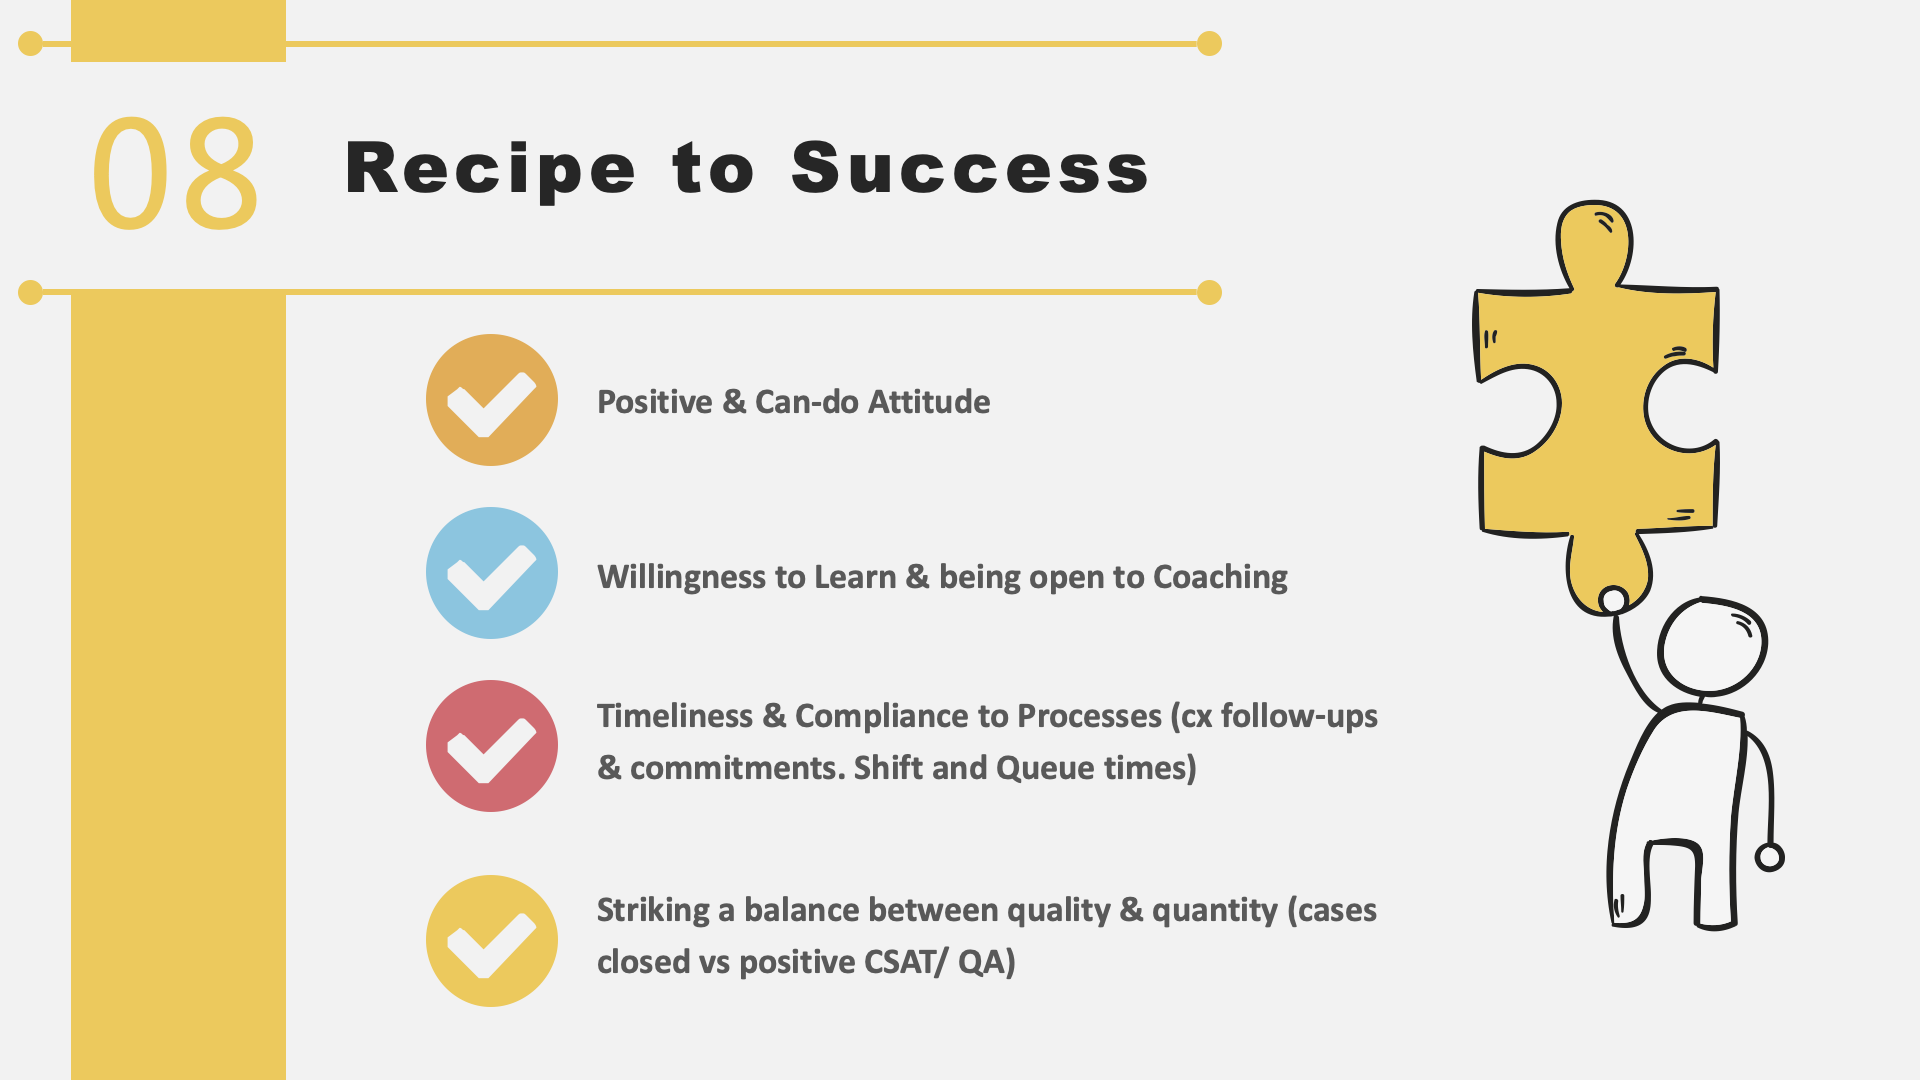 08
Recipe to Success
Positive & Can-do Attitude
Willingness to Learn & being open to Coaching
Timeliness & Compliance to Processes (cx follow-ups
& commitments. Shift and Queue times)
Striking a balance between quality & quantity (cases
closed vs positive CSAT/ QA)